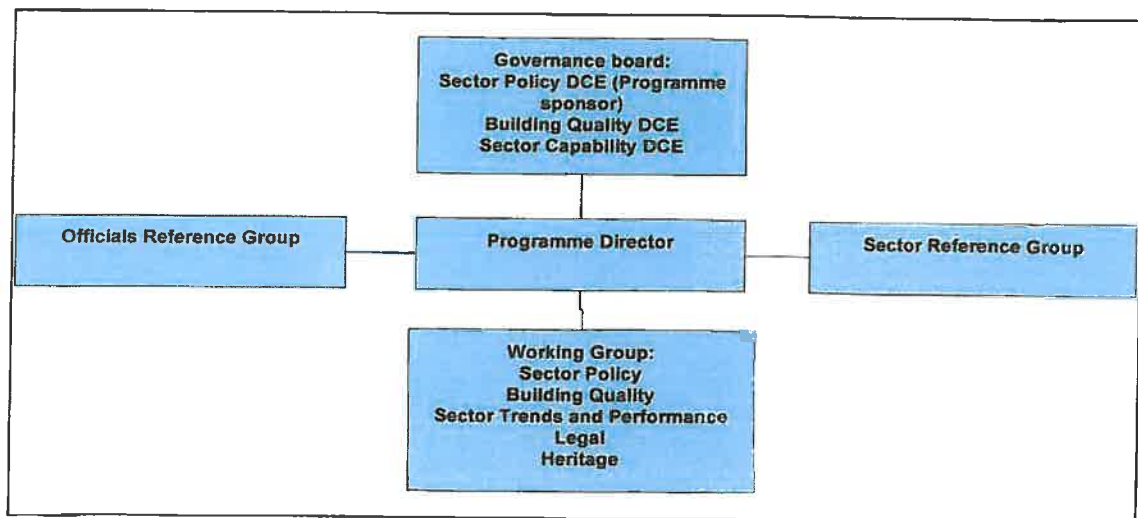 Governance board:
Sector Policy DCE (Programme
sponsor)
Building Quality DCE
Sector Capability DCE
Officials Reference Group
Programme Director
Sector Reference Group
Working Group:
Sector Policy
Building Quality
Sector Trends and Performance
Legal
Heritage